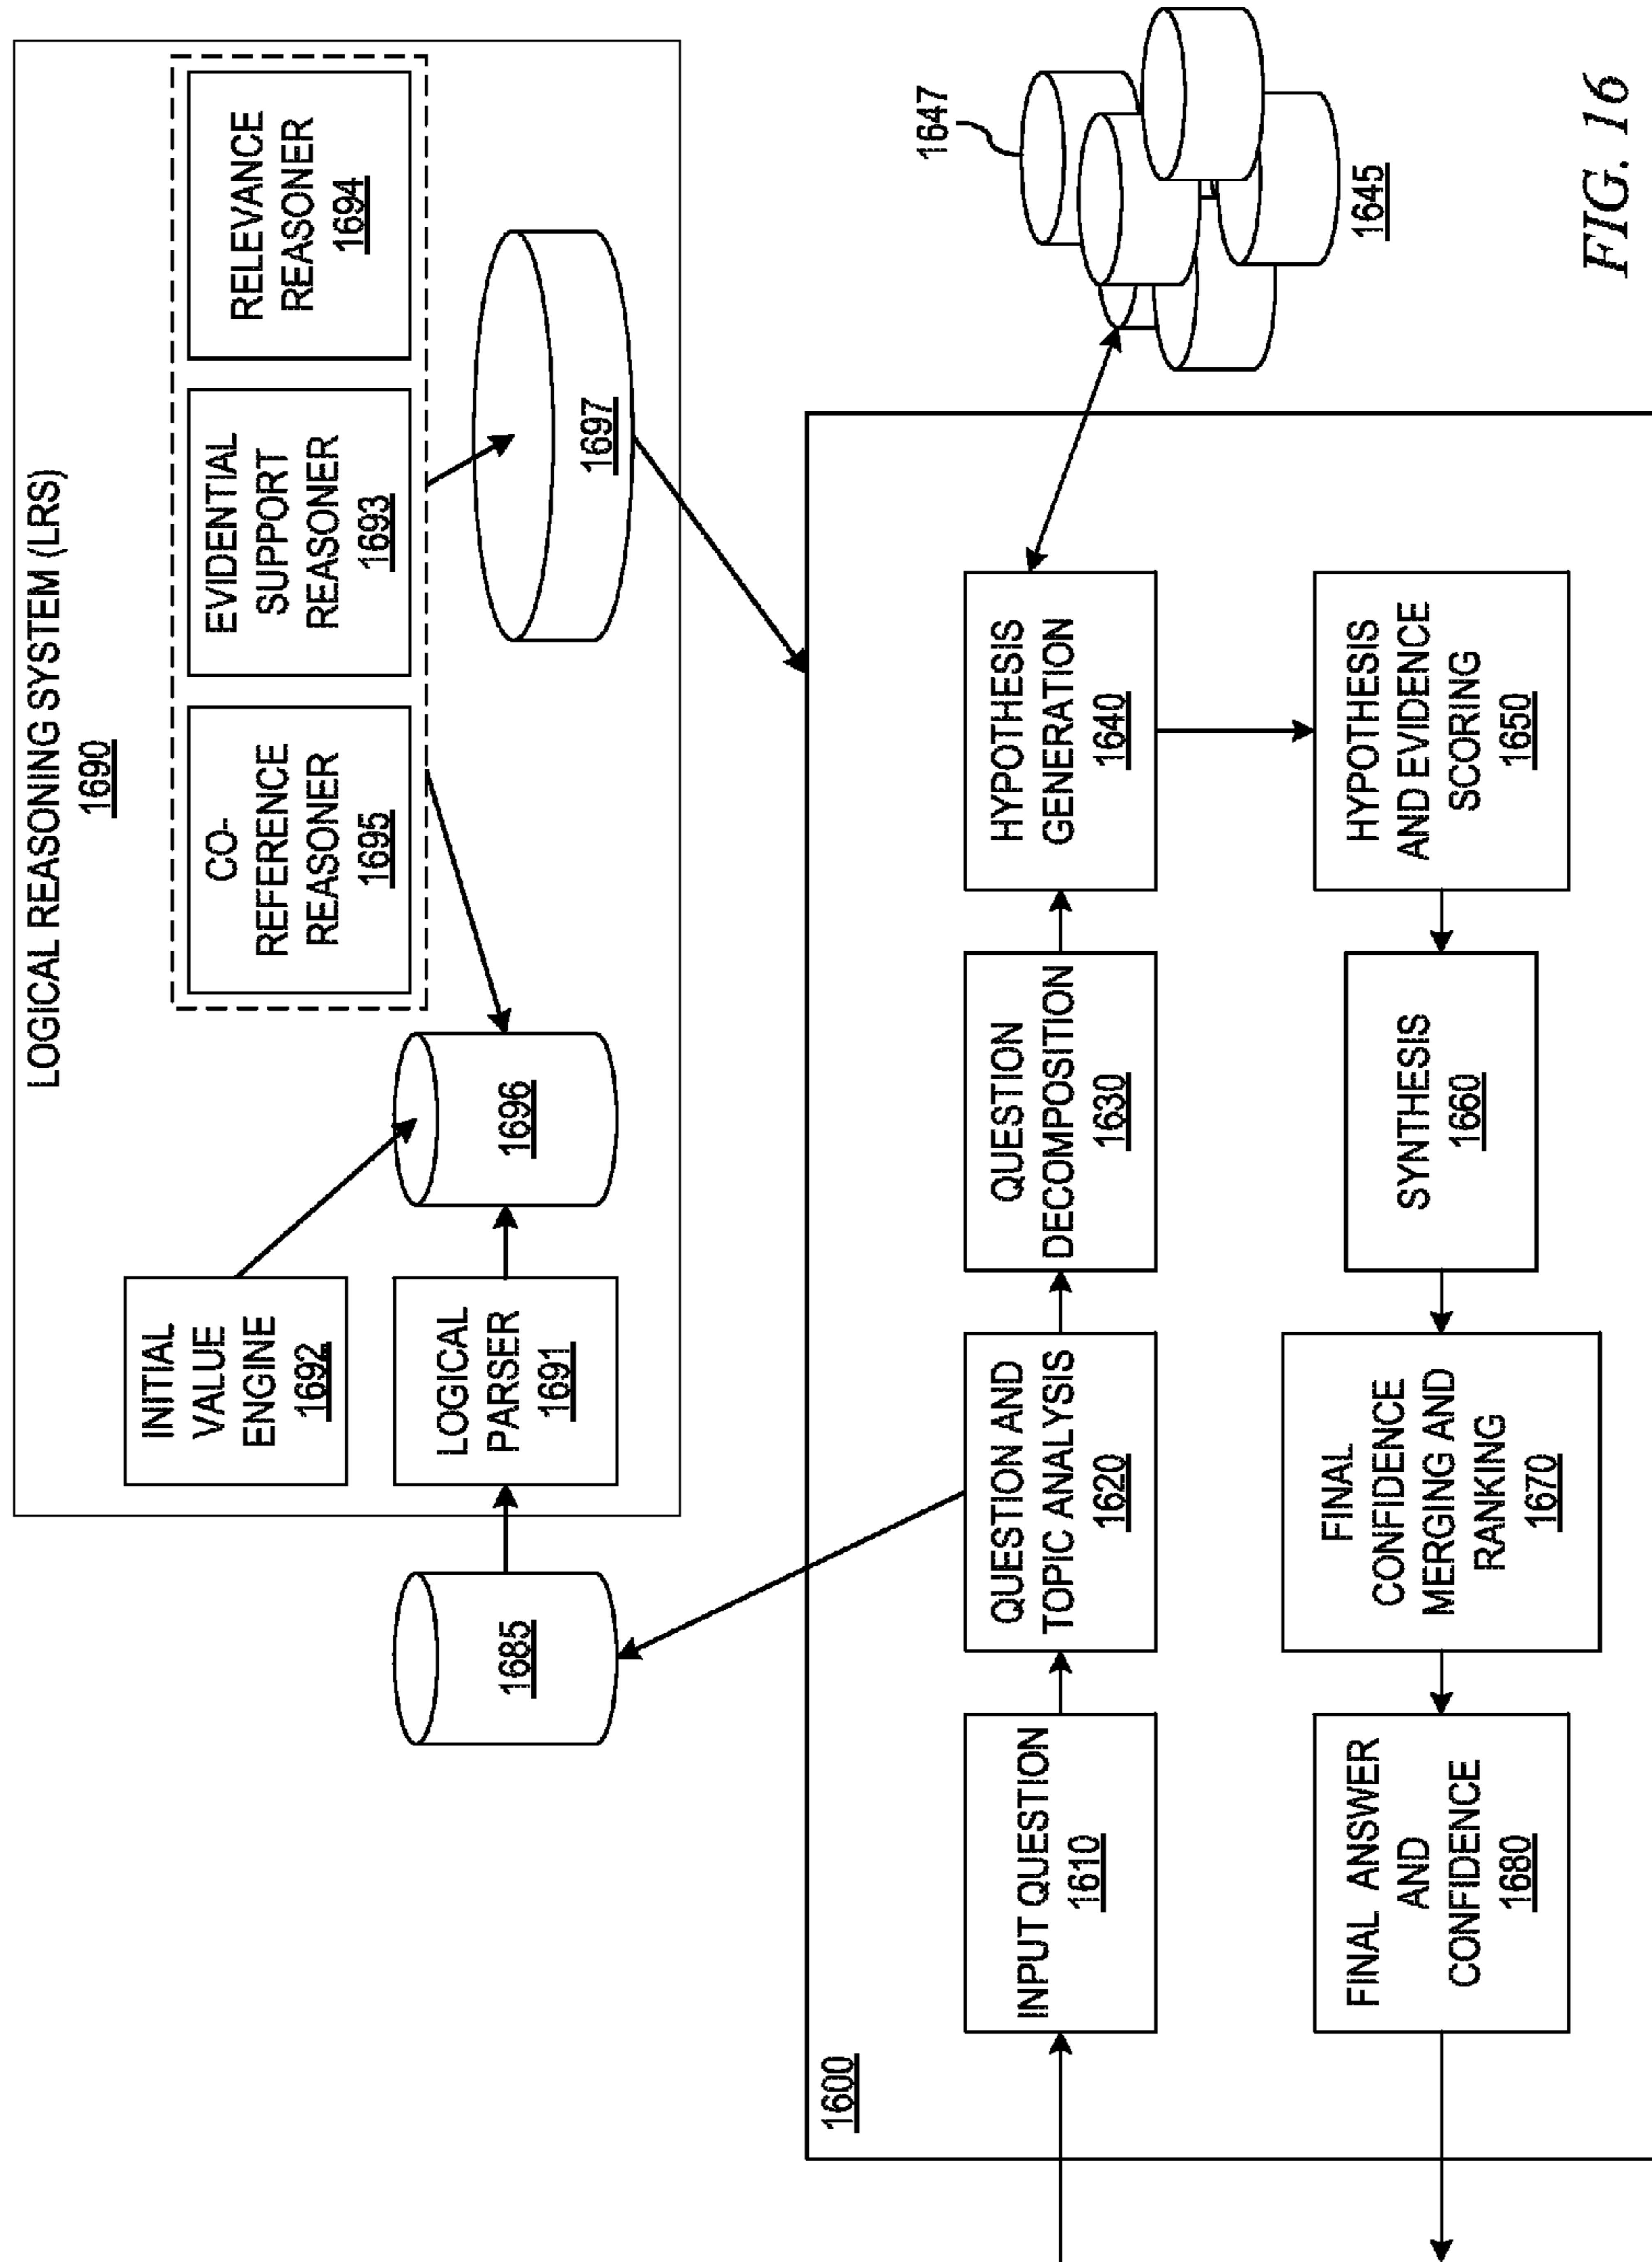 LOGICAL REASONING SYSTEM (LRS)
1690
INITIAL
VALUE
ENGINE
1692
CO-
REFERENCE
REASONER
1695
EVIDENTIAL
SUPPORT
REASONER
1693
RELEVANCE
REASONER
1694
1685
LOGICAL
PARSER
1691
1696
1697
1600
INPUT QUESTION
1610
QUESTION AND
TOPIC ANALYSIS
1620
QUESTION
DECOMPOSITION
1630
HYPOTHESIS
GENERATION
1640
1647
1645
FINAL ANSWER
AND
CONFIDENCE
1680
FINAL
CONFIDENCE
MERGING AND
RANKING
1670
SYNTHESIS
1660
HYPOTHESIS
AND EVIDENCE
SCORING
1650
FIG. 16